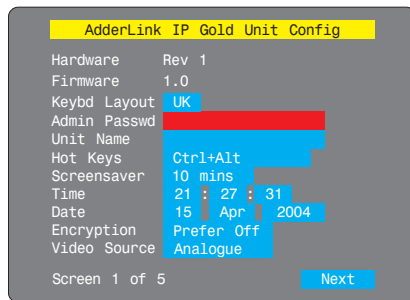 AdderLink IP Gold Unit Config
Hardware Rev 1
Firmware 1.0
Keybd Layout UK
Admin Passwd
Unit Name
Hot Keys Ctrl+Alt
Screensaver 10 mins
Time 21 : 27 : 31
Date 15 Apr 2004
Encryption Prefer Off
Video Source Analogue
Screen 1 of 5 Next